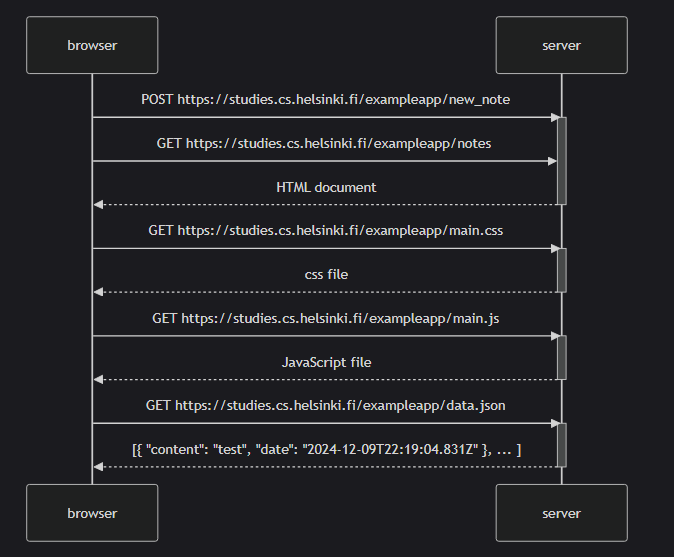 browser
server
POST https://studies.cs.helsinki.fi/exampleapp/new_note
GET https://studies.cs.helsinki.fi/exampleapp/notes
HTML document
GET https://studies.cs.helsinki.fi/exampleapp/main.css
css file
GET https://studies.cs.helsinki.fi/exampleapp/main.js
JavaScript file
GET https://studies.cs.helsinki.fi/exampleapp/data.json
[{ "content": "test", "date": "2024-12-09T22:19:04.831Z" }, ... ]
browser
server